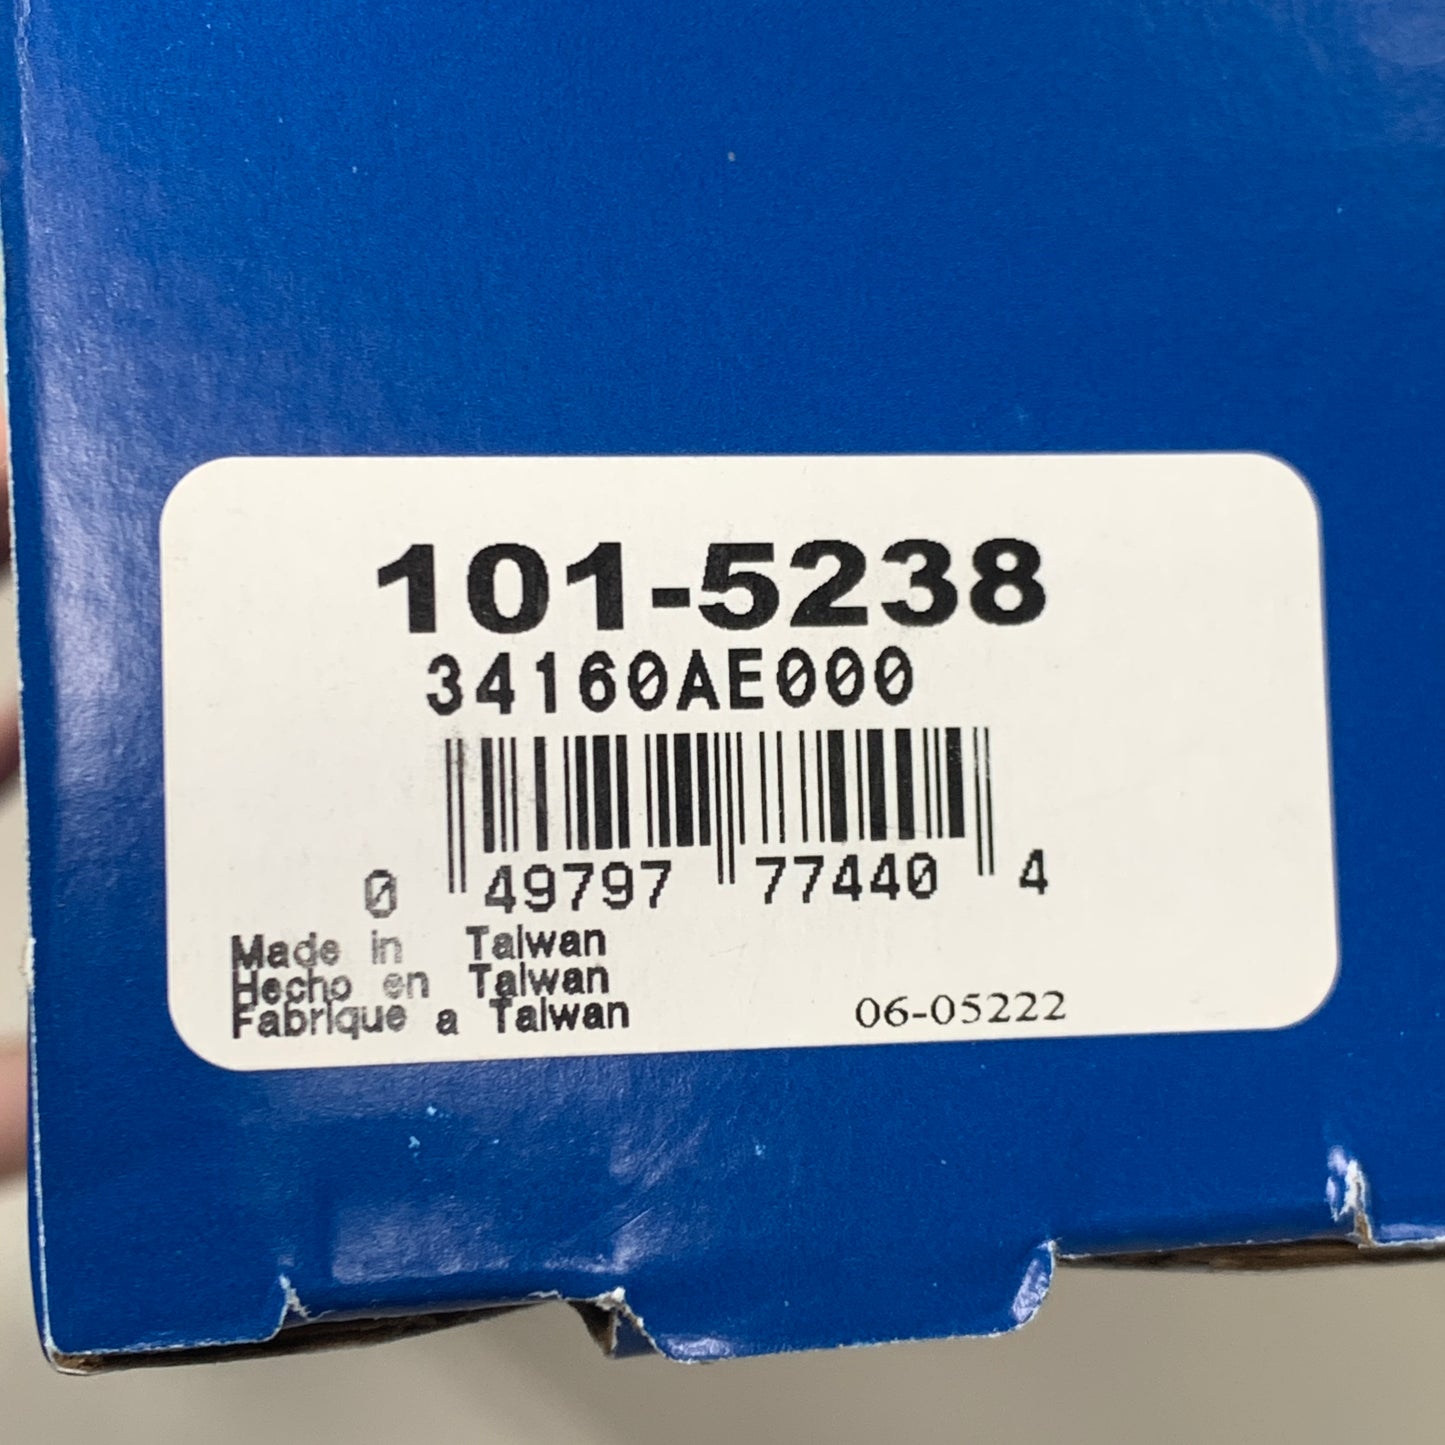 101-5238
34160AE000
0 49797 77440 4
Made in Taiwan
Hecho en Taiwan
Fabrique a Taiwan
06-05222